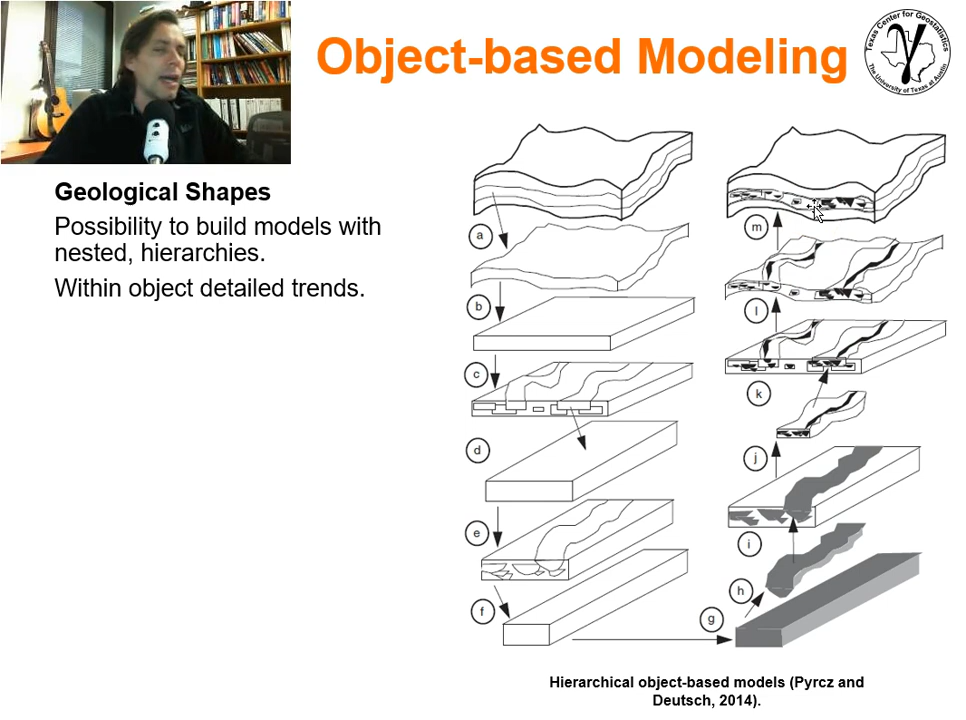 Object-based Modeling
Texas Center for Geostatistics
The University of Texas at Austin
Geological Shapes
Possibility to build models with
nested, hierarchies.
Within object detailed trends.
a
b
c
d
e
f
g
h
i
j
k
l
m
Hierarchical object-based models (Pyrcz and
Deutsch, 2014).